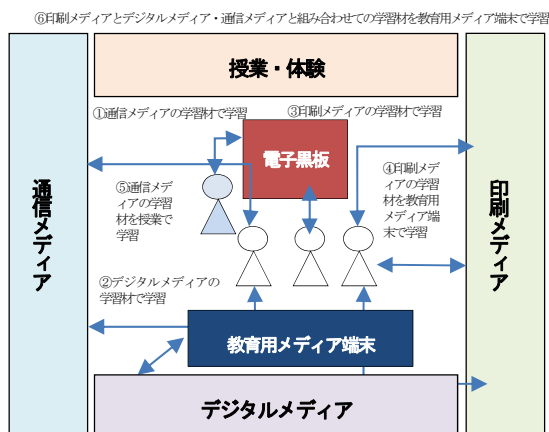 ⑥印刷メディアとデジタルメディア・通信メディアと組み合わせての学習材を教育用メディア端末で学習
授業・体験
①通信メディアの学習材で学習
③印刷メディアの学習材で学習
電子黒板
④印刷メデ
ィアの学習
材を教育用
メディア端
末で学習
⑤通信メデ
ィアの学習
材を授業で
学習
通信メディア
印刷メディア
②デジタルメディアの
学習材で学習
教育用メディア端末
デジタルメディア